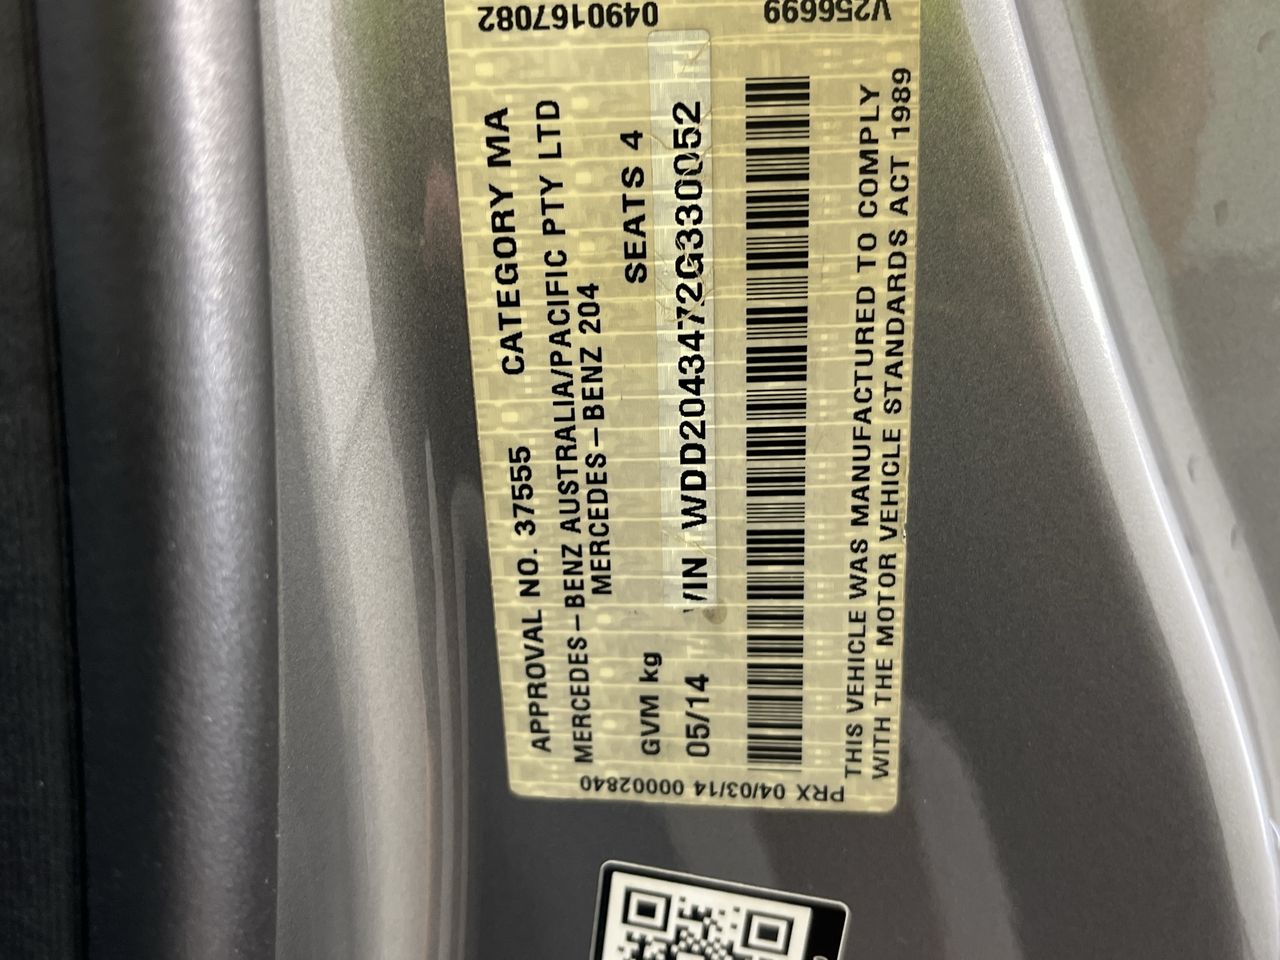 APPROVAL NO. 37555 CATEGORY MA
MERCEDES-BENZ AUSTRALIA/PACIFIC PTY LTD
MERCEDES-BENZ 204
GVM kg SEATS 4
05/14 VIN WDD2043472G330052
THIS VEHICLE WAS MANUFACTURED TO COMPLY
WITH THE MOTOR VEHICLE STANDARDS ACT 1989
PRX 04/03/14 00002840
V256699 0490167082